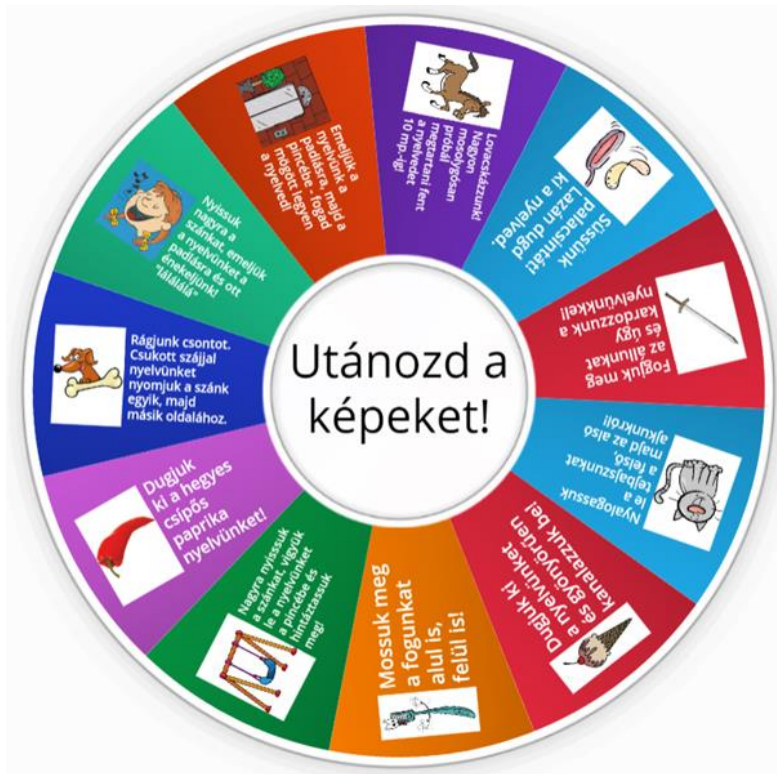 Utánozd a
képeket!
Lovacskázzunk!
Nagyon
mosolygósan
próbál
megtartani fent
a nyelvedet
10 mp-ig!
Süssünk
palacsintát!
Lazán dugd
ki a nyelved.
Fogjuk meg
az állunkat
és úgy
kardozzunk a
nyelvünkkel!
Nyalogassuk
le a
tejbajszunkat
a felső,
majd az alsó
ajkunkról!
Dugjuk ki
a nyelvünket
és gyönyörűen
kanalazzuk be!
Mossuk meg
a fogunkat
alul is,
felül is!
Nagyra nyisssuk
a szánkat, vigyük
le a nyelvünket
a pincébe és
hintáztassuk
meg!
Dugjuk
ki a hegyes
csípős
paprika
nyelvünket!
Rágjunk csontot.
Csukott szájjal
nyelvünket
nyomjuk a szánk
egyik, majd
másik oldalához.
Nyissuk
nagyra a
szánkat, emeljük
a nyelvünket a
padlásra és ott
énekeljünk!
"lálálálá"
Emeljük a
nyelvünk a
padlásra, majd a
pincébe - fogad
mögött legyen
a nyelved!